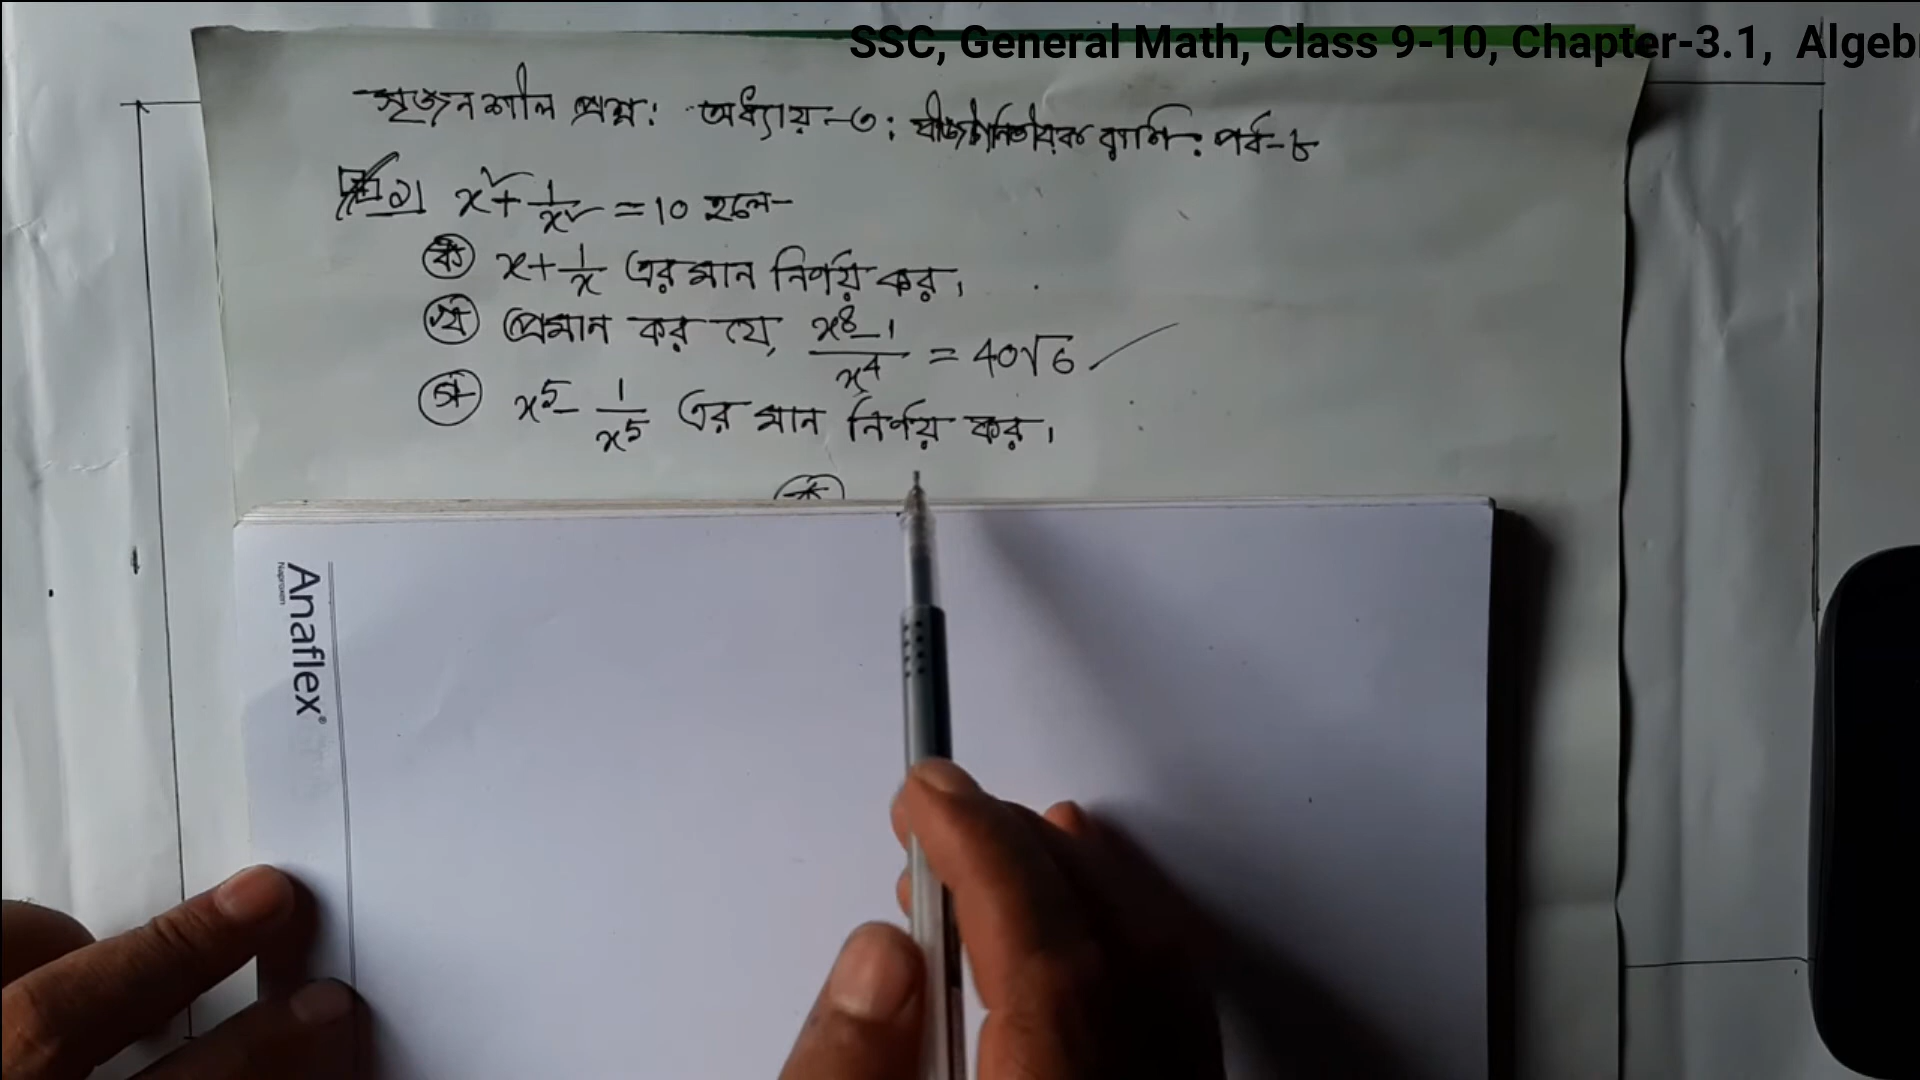 SSC, General Math, Class 9-10, Chapter-3.1, Algeb
সৃজনশীল প্রশ্ন: অধ্যায়-৩: বীজগানিতিক রাশি: পর্ব-৮
২। x² + 1/x² = 10 হলে-
ক x + 1/x এর মান নির্ণয় কর।
খ প্রমান কর যে, x⁸-1/x⁴ = 40√6
গ x⁵ - 1/x⁵ এর মান নির্ণয় কর।
Anaflex®
Naproxen